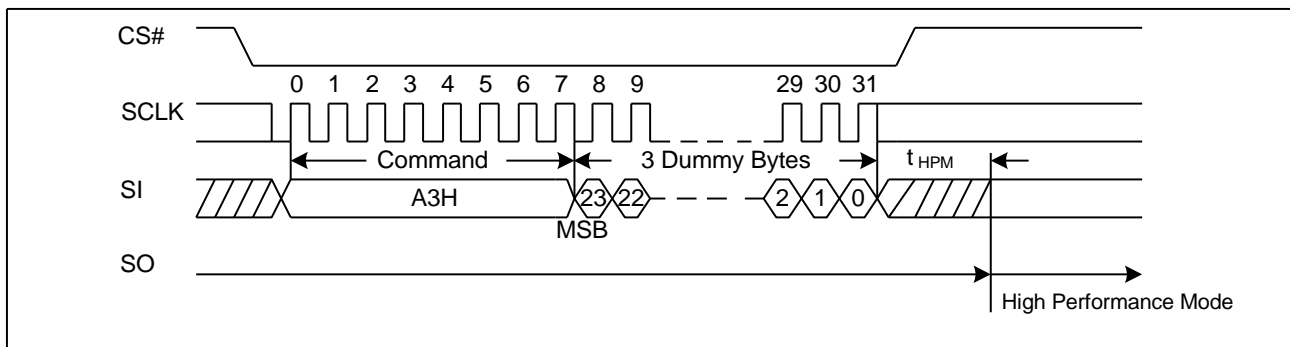 CS#
0 1 2 3 4 5 6 7 8 9 29 30 31
SCLK
Command 3 Dummy Bytes tHPM
SI A3H 23 22 2 1 0
MSB
SO
High Performance Mode